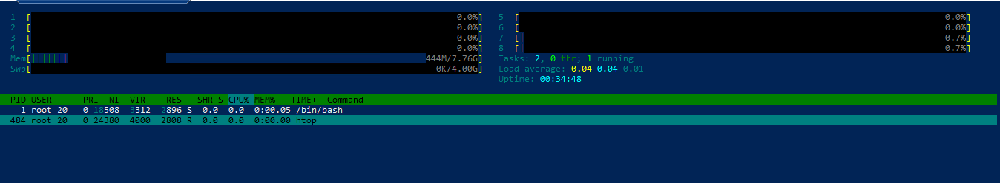 1 [ 0.0%] 5 [ 0.0%]
2 [ 0.0%] 6 [ 0.0%]
3 [ 0.0%] 7 [ 0.7%]
4 [ 0.0%] 8 [ 0.7%]
Mem[||||||| 444M/7.76G] Tasks: 2, 0 thr; 1 running
Swp[ 0K/4.00G] Load average: 0.04 0.04 0.01
Uptime: 00:34:48
PID USER PRI NI VIRT RES SHR S CPU% MEM% TIME+ Command
1 root 20 0 18508 3312 2896 S 0.0 0.0 0:00.05 /bin/bash
484 root 20 0 24380 4000 2808 R 0.0 0.0 0:00.00 htop